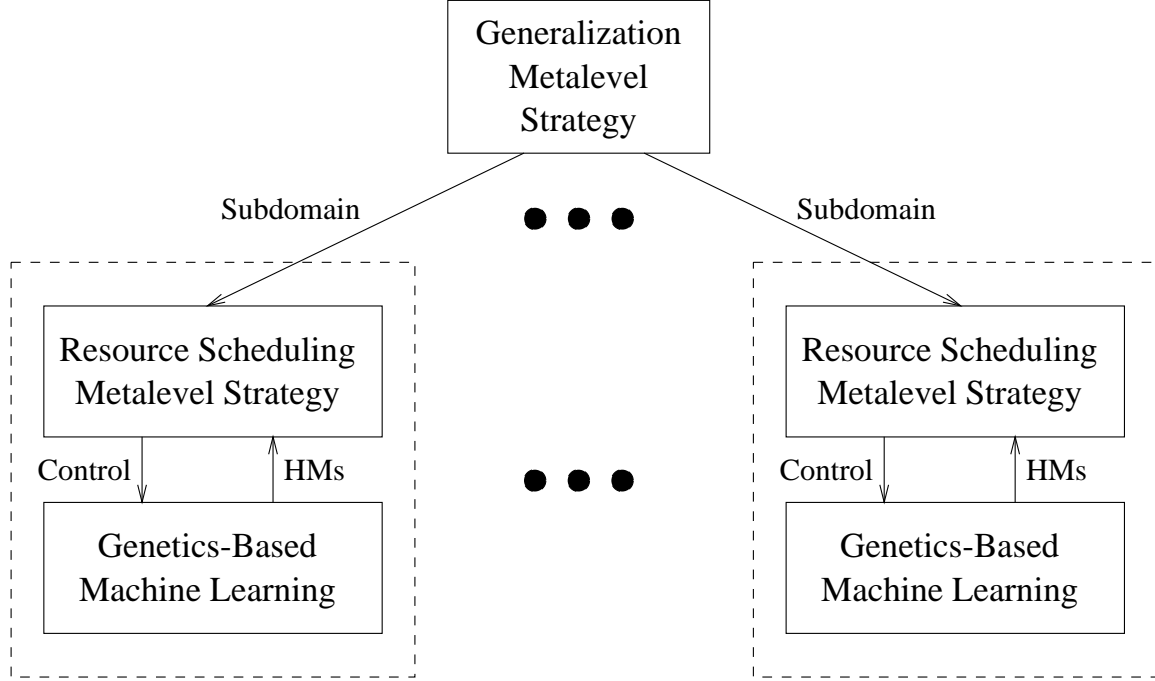 Generalization
Metalevel
Strategy
Subdomain
Subdomain
Resource Scheduling
Metalevel Strategy
Resource Scheduling
Metalevel Strategy
Control
HMs
Control
HMs
Genetics-Based
Machine Learning
Genetics-Based
Machine Learning